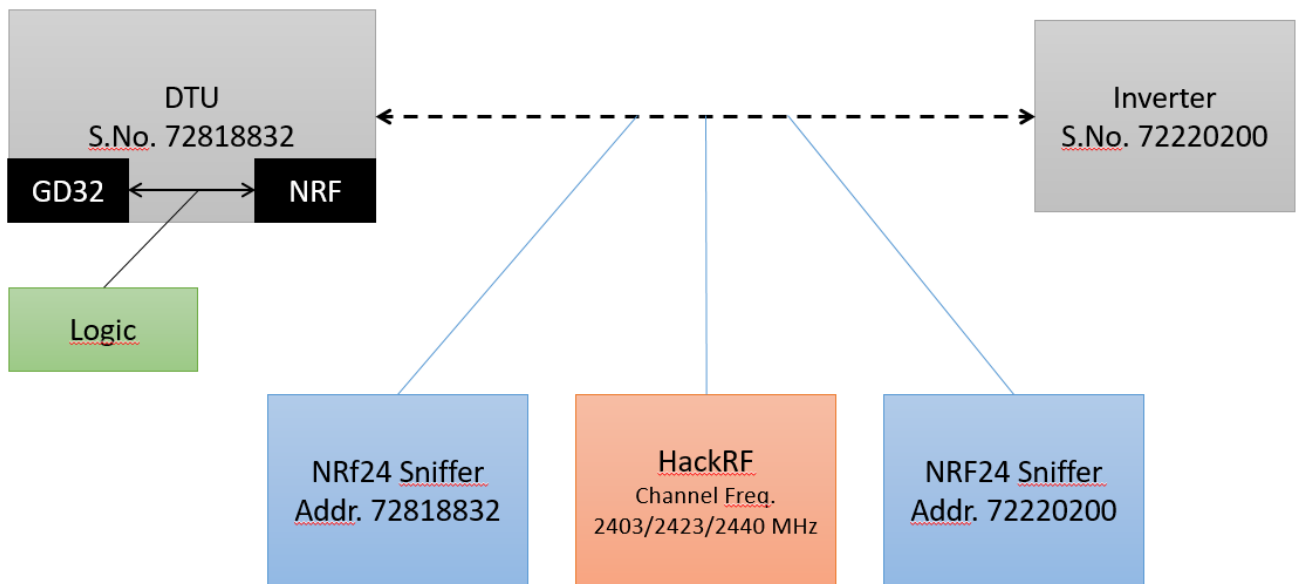 DTU
S.No. 72818832
GD32
NRF
Inverter
S.No. 72220200
Logic
NRf24 Sniffer
Addr. 72818832
HackRF
Channel Freq.
2403/2423/2440 MHz
NRF24 Sniffer
Addr. 72220200